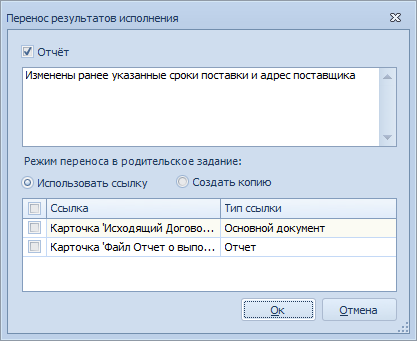 Перенос результатов исполнения
Отчёт
Изменены ранее указанные сроки поставки и адрес поставщика
Режим переноса в родительское задание:
Использовать ссылку Создать копию
Ссылка Тип ссылки
Карточка 'Исходящий Догово... Основной документ
Карточка 'Файл Отчет о выпо... Отчет
Ок Отмена